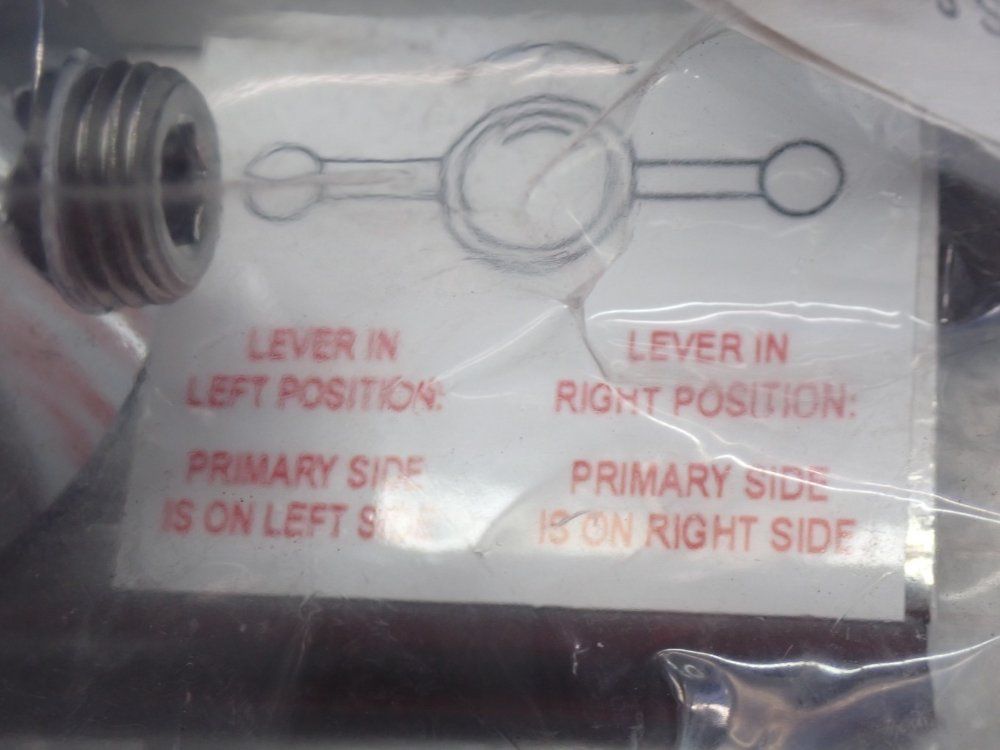 LEVER IN
LEFT POSITION:
PRIMARY SIDE
IS ON LEFT SIDE
LEVER IN
RIGHT POSITION:
PRIMARY SIDE
IS ON RIGHT SIDE